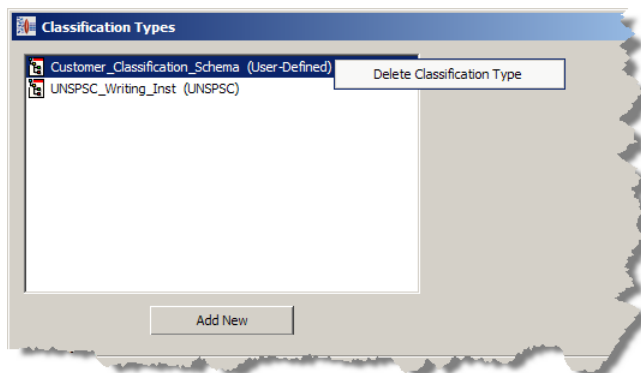 Classification Types
Customer_Classification_Schema (User-Defined)
Delete Classification Type
UNSPSC_Writing_Inst (UNSPSC)
Add New